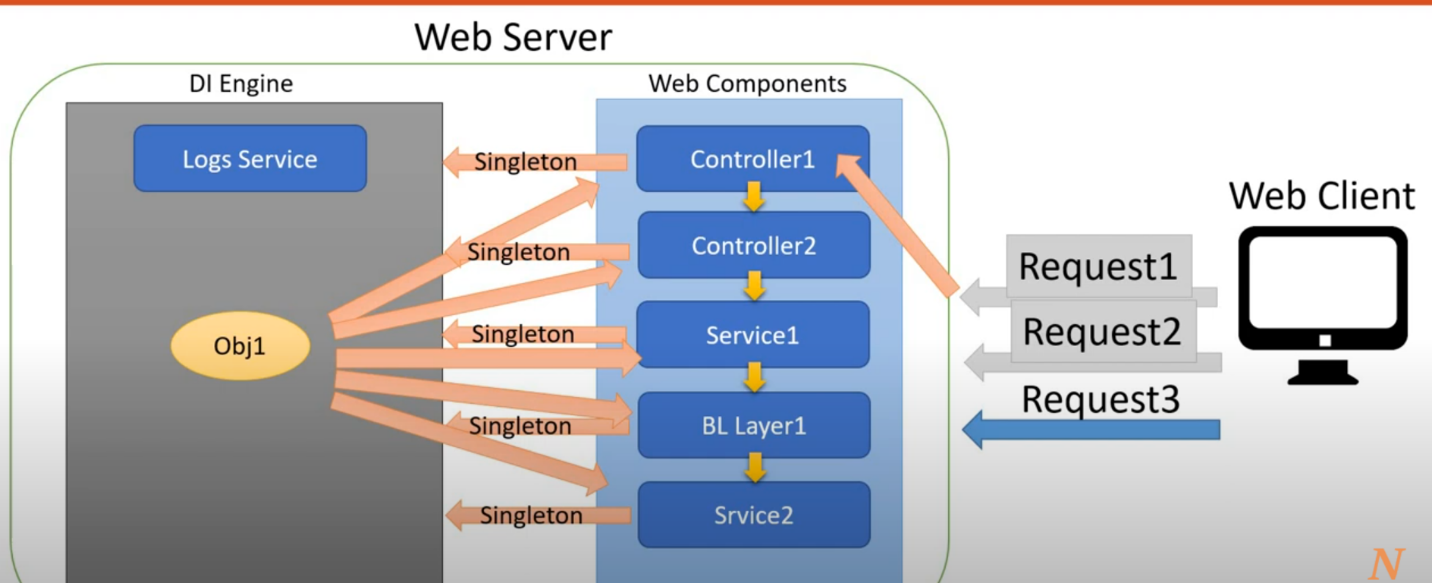 Web Server
DI Engine
Web Components
Logs Service
Singleton
Controller1
Singleton
Controller2
Obj1
Singleton
Service1
Singleton
BL Layer1
Singleton
Srvice2
Web Client
Request1
Request2
Request3
N